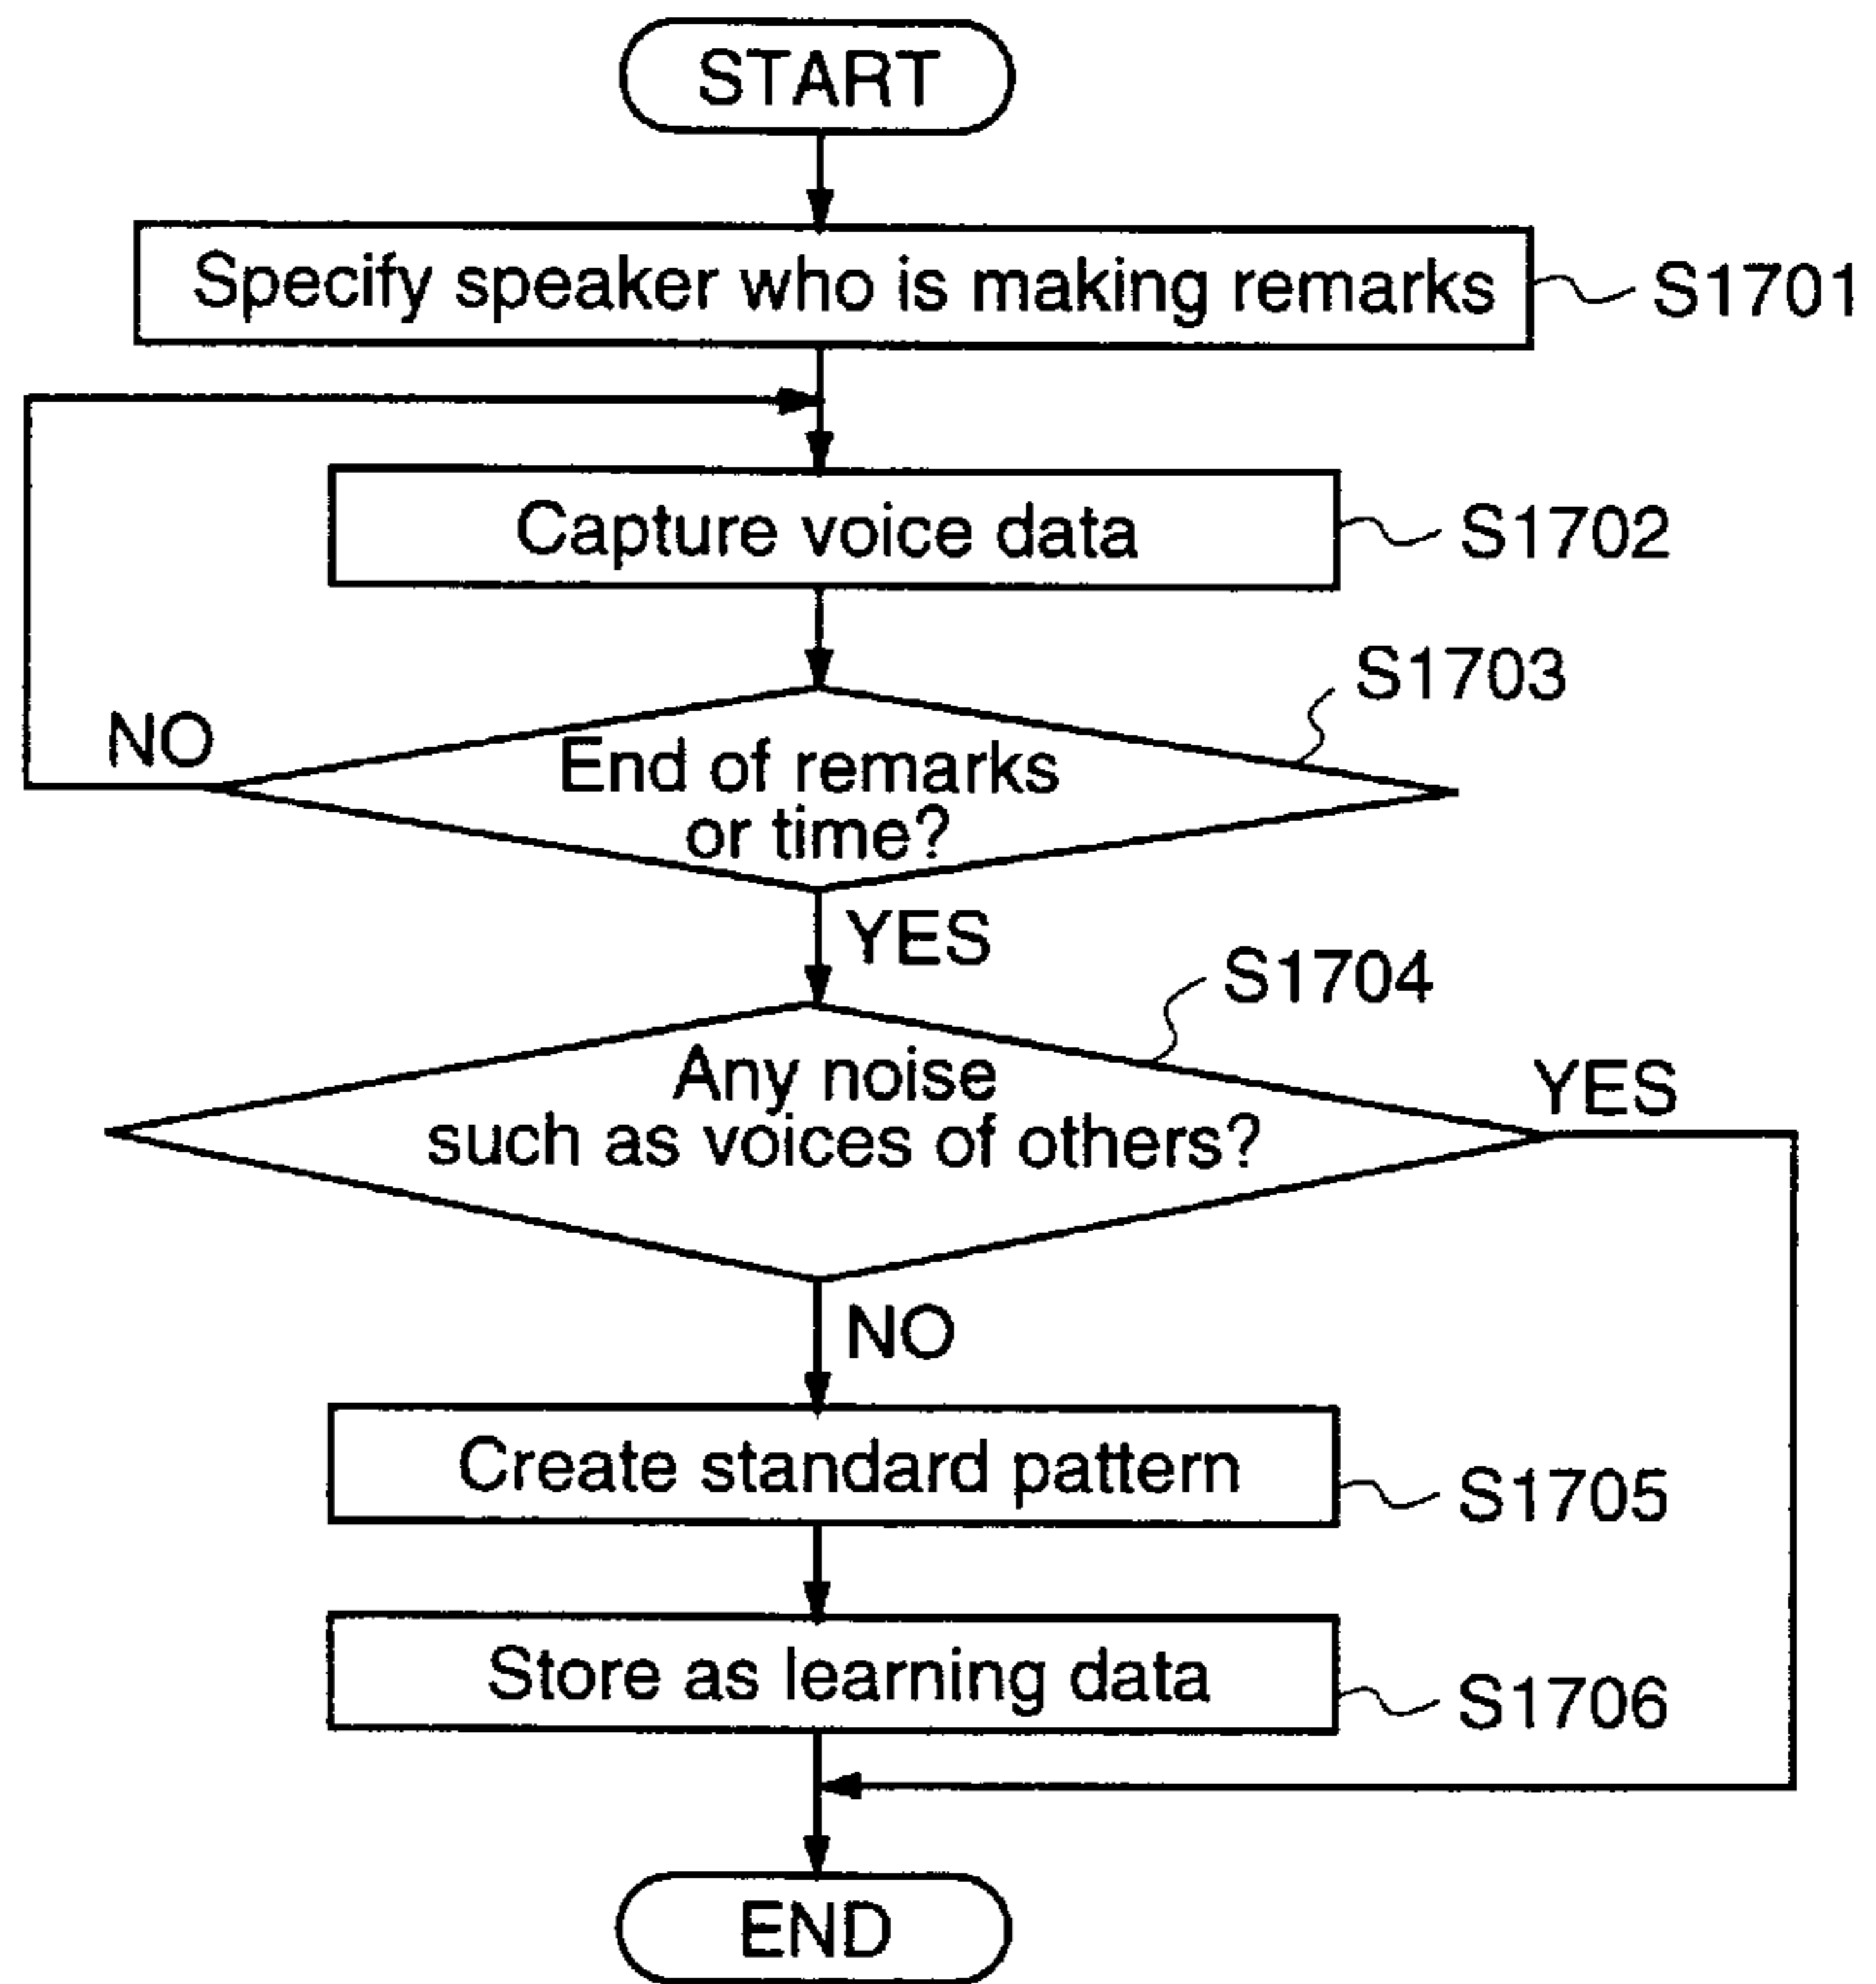 START
Specify speaker who is making remarks
S1701
Capture voice data
S1702
S1703
NO
End of remarks
or time?
YES
S1704
Any noise
such as voices of others?
YES
NO
Create standard pattern
S1705
Store as learning data
S1706
END